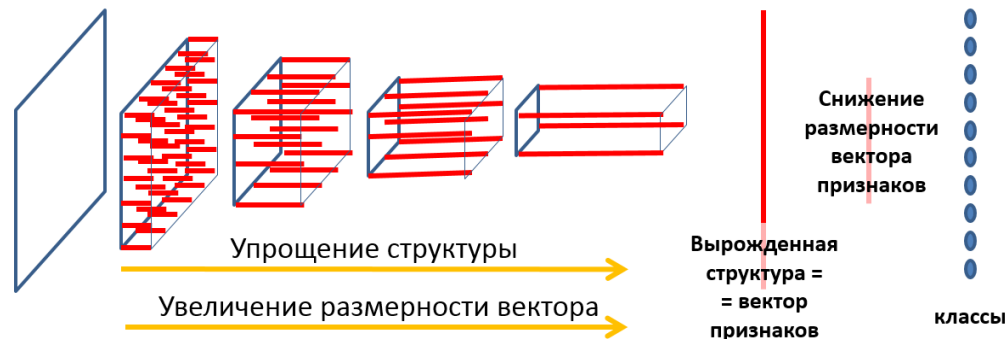 Упрощение структуры
Увеличение размерности вектора
Вырожденная
структура =
= вектор
признаков
Снижение
размерности
вектора
признаков
классы